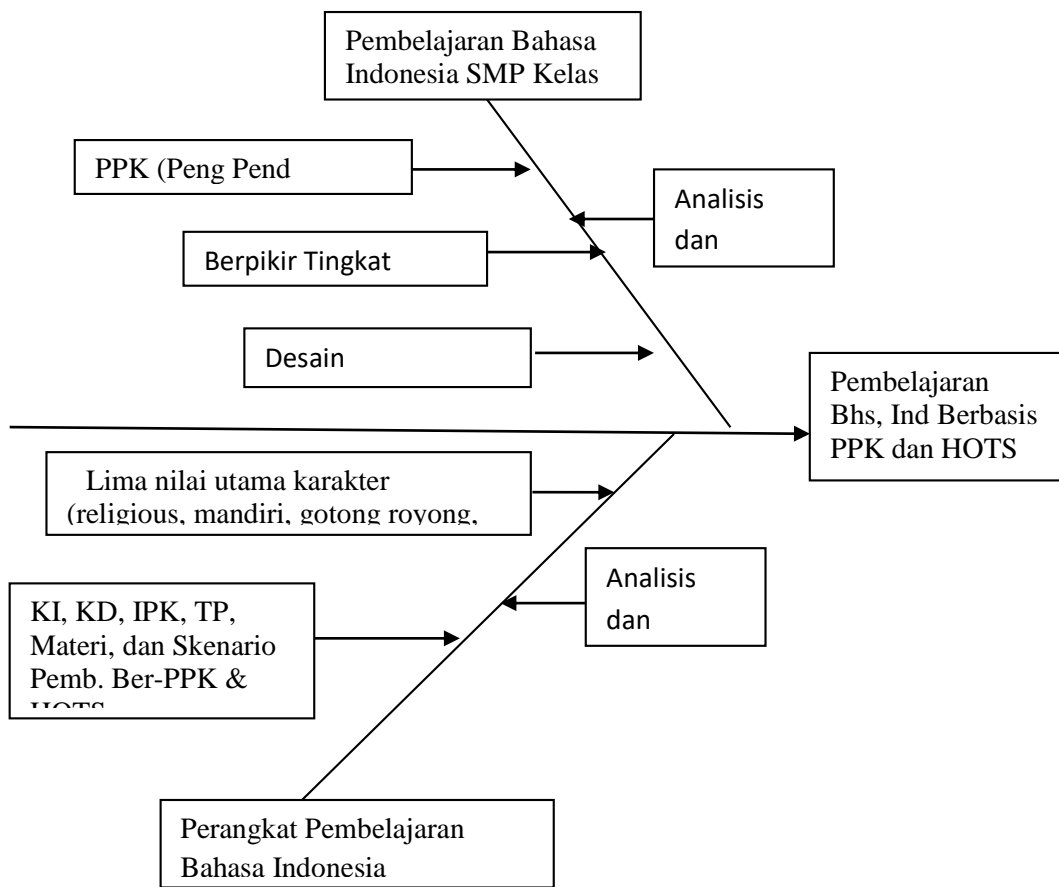 Pembelajaran Bahasa
Indonesia SMP Kelas
PPK (Peng Pend
Analisis
dan
Berpikir Tingkat
Desain
Pembelajaran
Bhs, Ind Berbasis
PPK dan HOTS
Lima nilai utama karakter
(religious, mandiri, gotong royong,
Analisis
dan
KI, KD, IPK, TP,
Materi, dan Skenario
Pemb. Ber-PPK &
HOTS
Perangkat Pembelajaran
Bahasa Indonesia